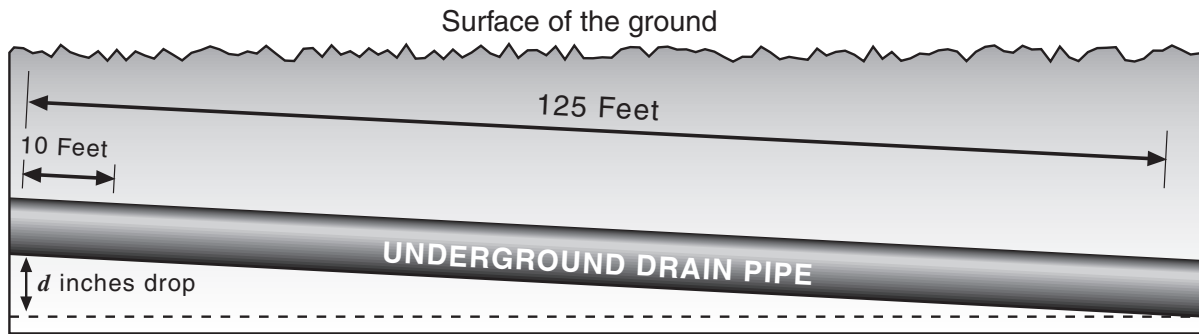 Surface of the ground
125 Feet
10 Feet
UNDERGROUND DRAIN PIPE
d inches drop